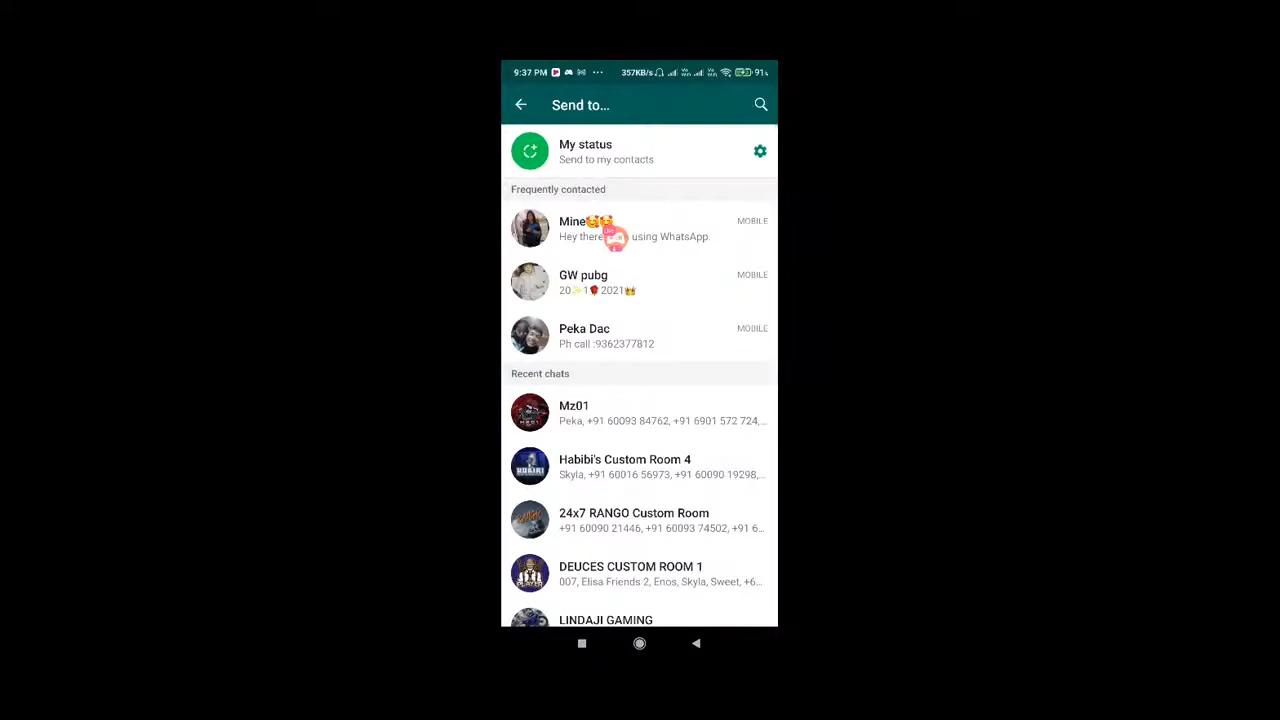 9:37 PM 357KB/s 91%
Send to...
My status
Send to my contacts
Frequently contacted
Mine🥰🥰 MOBILE
Hey there using WhatsApp.
GW pubg MOBILE
20✨1🌹2021👑
Peka Dac MOBILE
Ph call :9362377812
Recent chats
Mz01
Peka, +91 60093 84762, +91 6901 572 724,...
Habibi's Custom Room 4
Skyla, +91 60016 56973, +91 60090 19298,...
24x7 RANGO Custom Room
+91 60090 21446, +91 60093 74502, +91 6...
DEUCES CUSTOM ROOM 1
007, Elisa Friends 2, Enos, Skyla, Sweet, +6...
LINDAJI GAMING